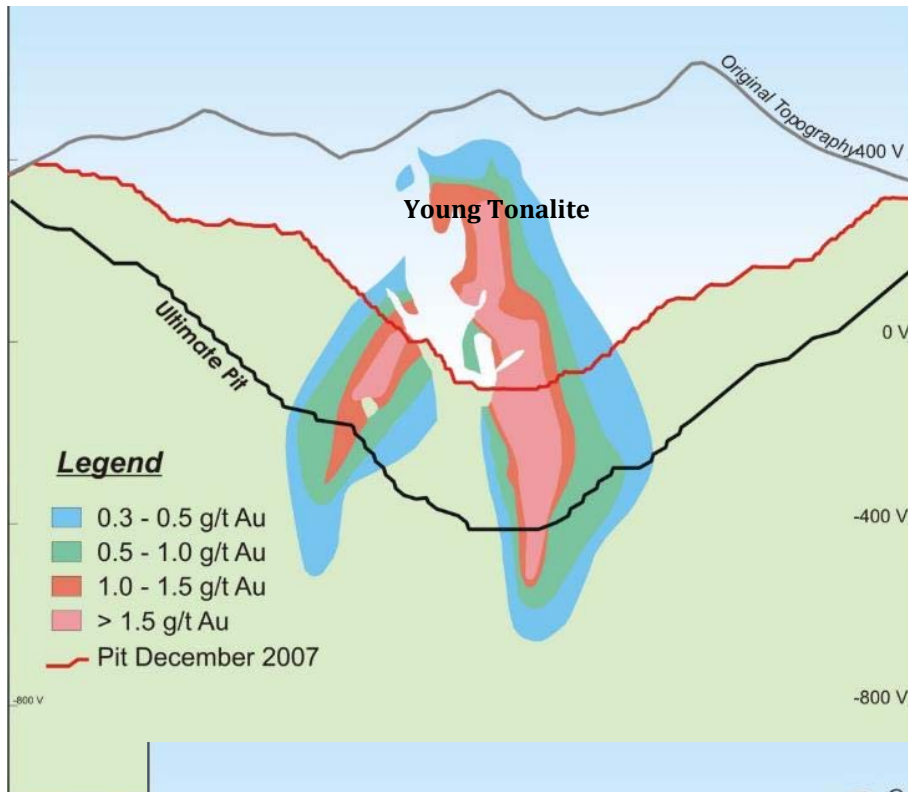 Original Topography
400 V
Young Tonalite
0 V
Ultimate Pit
Legend
0.3 - 0.5 g/t Au
-400 V
0.5 - 1.0 g/t Au
1.0 - 1.5 g/t Au
> 1.5 g/t Au
Pit December 2007
-800 V
-800 V